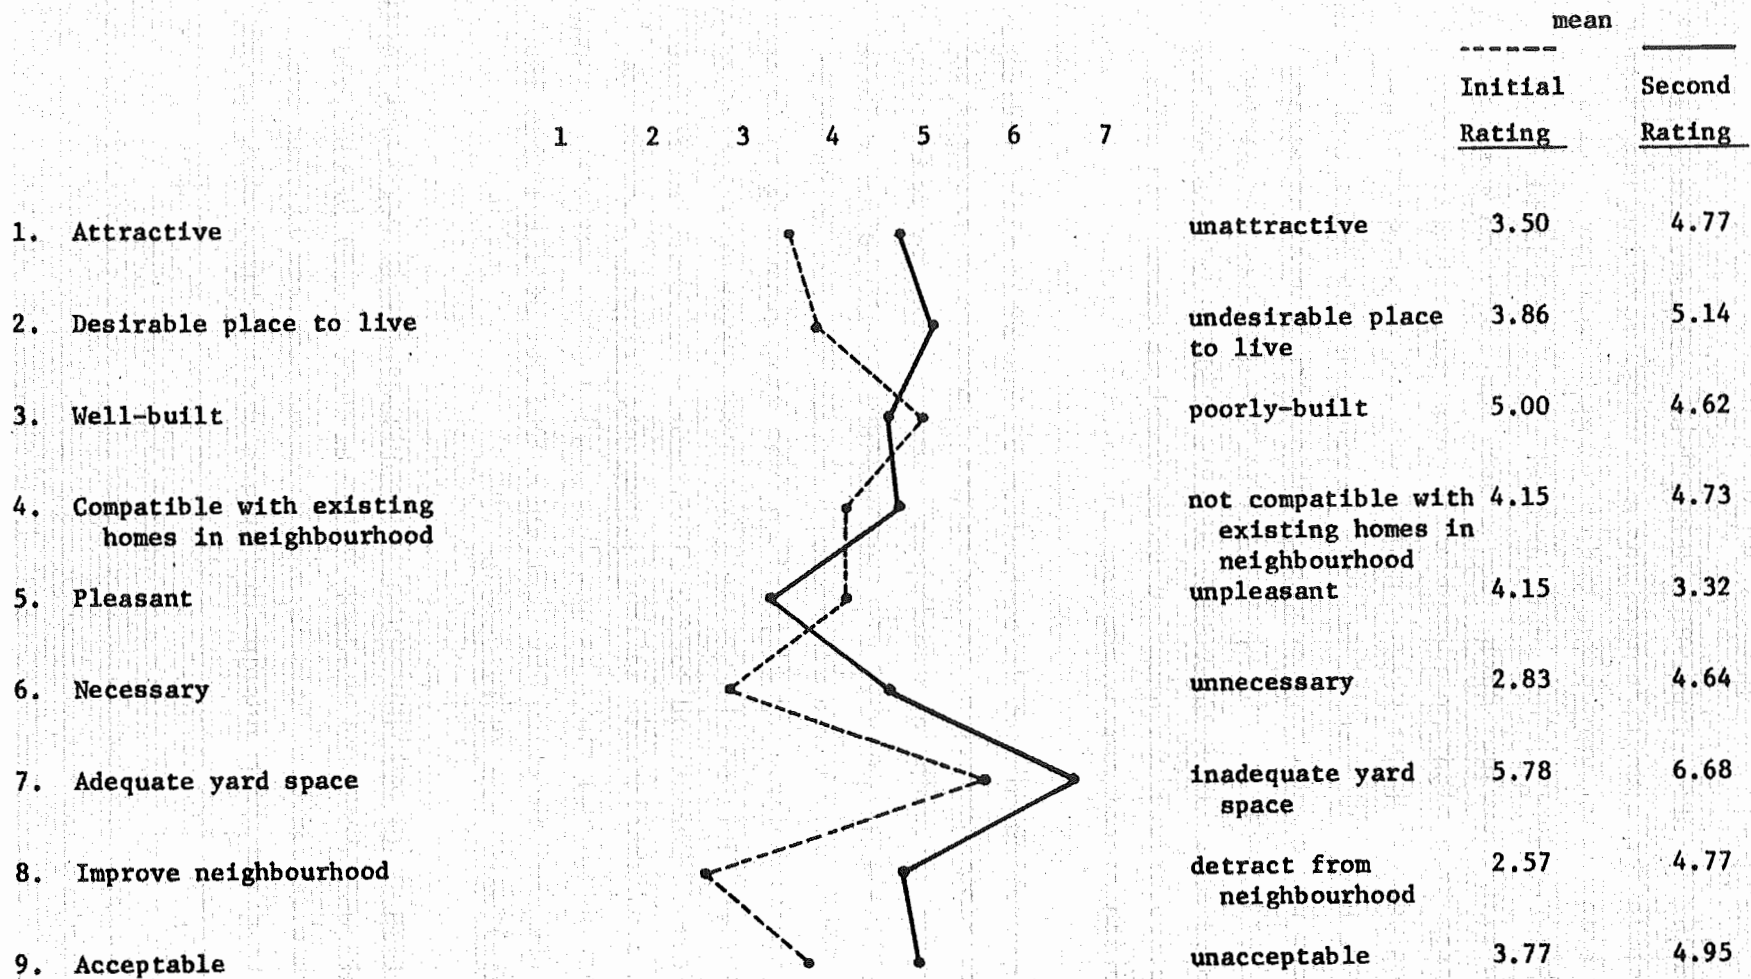 mean
Initial Second
1 2 3 4 5 6 7 Rating Rating
1. Attractive unattractive 3.50 4.77
2. Desirable place to live undesirable place 3.86 5.14
to live
3. Well-built poorly-built 5.00 4.62
4. Compatible with existing not compatible with 4.15 4.73
homes in neighbourhood existing homes in
neighbourhood
5. Pleasant unpleasant 4.15 3.32
6. Necessary unnecessary 2.83 4.64
7. Adequate yard space inadequate yard 5.78 6.68
space
8. Improve neighbourhood detract from 2.57 4.77
neighbourhood
9. Acceptable unacceptable 3.77 4.95